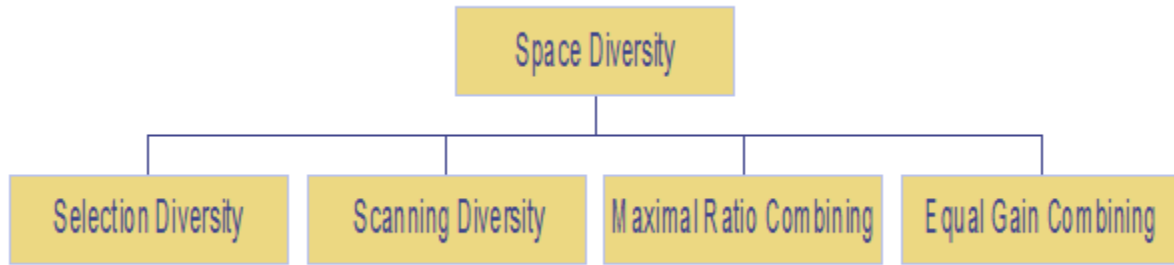 Space Diversity
Selection Diversity
Scanning Diversity
Maximal Ratio Combining
Equal Gain Combining